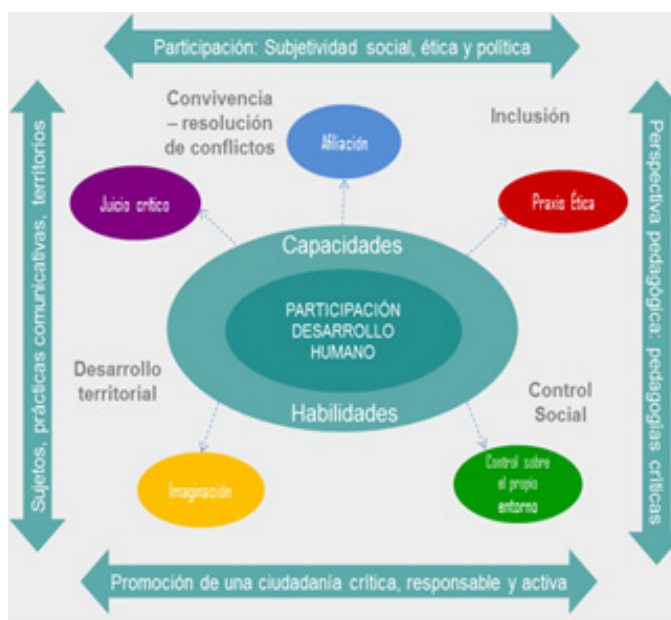 Participación: Subjetividad social, ética y política
Convivencia
– resolución
de conflictos
Afiliación
Inclusión
Juicio crítico
Praxis Ética
Capacidades
PARTICIPACIÓN
DESARROLLO
HUMANO
Habilidades
Desarrollo
territorial
Control
Social
Imaginación
Control sobre
el propio
entorno
Sujetos, prácticas comunicativas, territorios
Perspectiva pedagógica: pedagogías críticas
Promoción de una ciudadanía crítica, responsable y activa